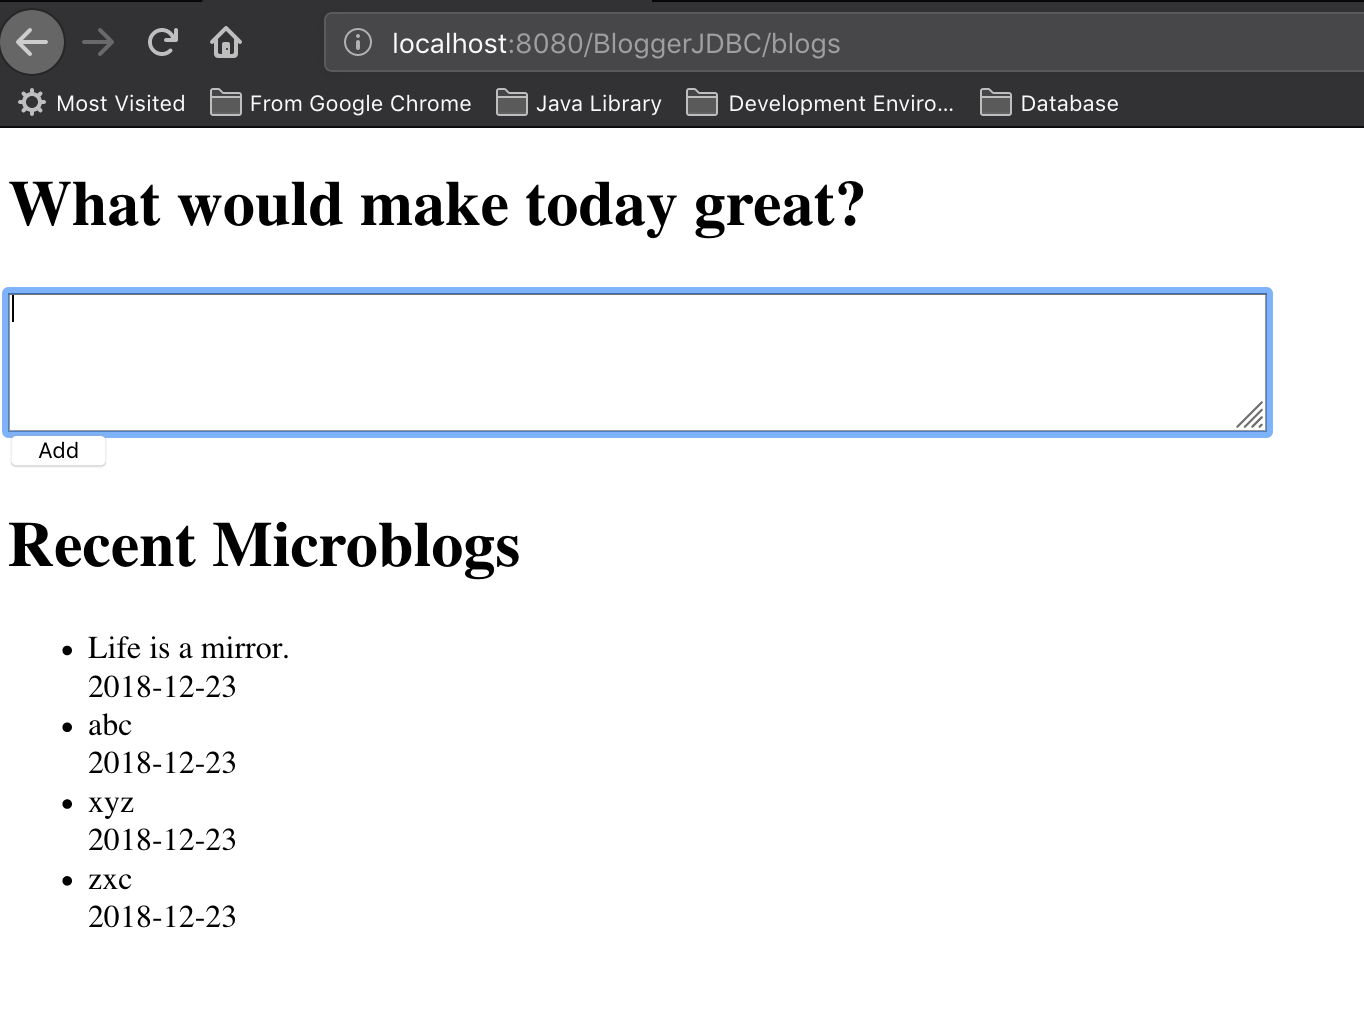 localhost:8080/BloggerJDBC/blogs
Most Visited From Google Chrome Java Library Development Enviro... Database
What would make today great?
Add
Recent Microblogs
Life is a mirror.
2018-12-23
abc
2018-12-23
xyz
2018-12-23
zxc
2018-12-23